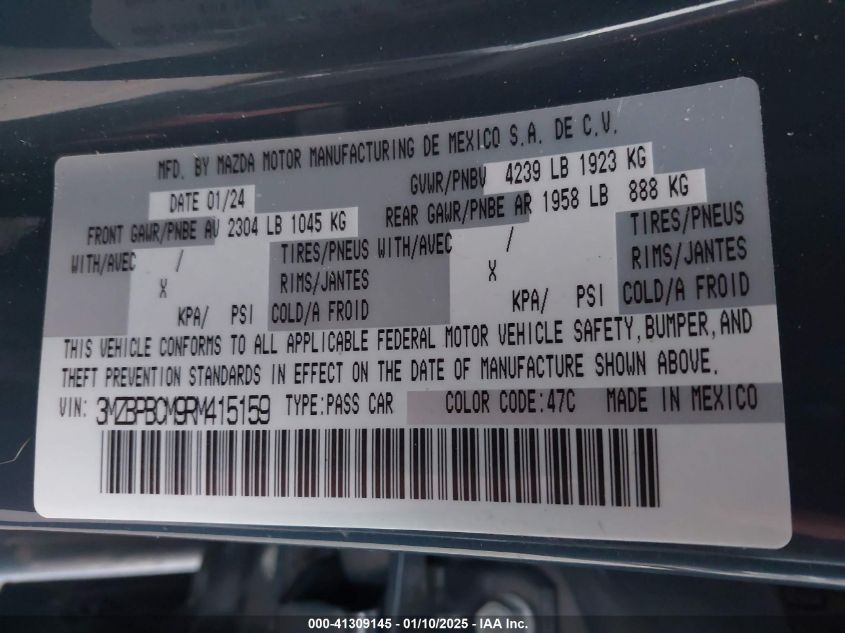 MFD. BY MAZDA MOTOR MANUFACTURING DE MEXICO S.A. DE C.V.
DATE 01/24 GVWR/PNBV 4239 LB 1923 KG
FRONT GAWR/PNBE AV 2304 LB 1045 KG REAR GAWR/PNBE AR 1958 LB 888 KG
WITH/AVEC / TIRES/PNEUS WITH/AVEC / TIRES/PNEUS
X RIMS/JANTES X RIMS/JANTES
KPA/ PSI COLD/A FROID KPA/ PSI COLD/A FROID
THIS VEHICLE CONFORMS TO ALL APPLICABLE FEDERAL MOTOR VEHICLE SAFETY, BUMPER, AND
THEFT PREVENTION STANDARDS IN EFFECT ON THE DATE OF MANUFACTURE SHOWN ABOVE.
VIN: 3MZBPBCM9RM415159 TYPE:PASS CAR COLOR CODE:47C MADE IN MEXICO
000-41309145 - 01/10/2025 - IAA Inc.